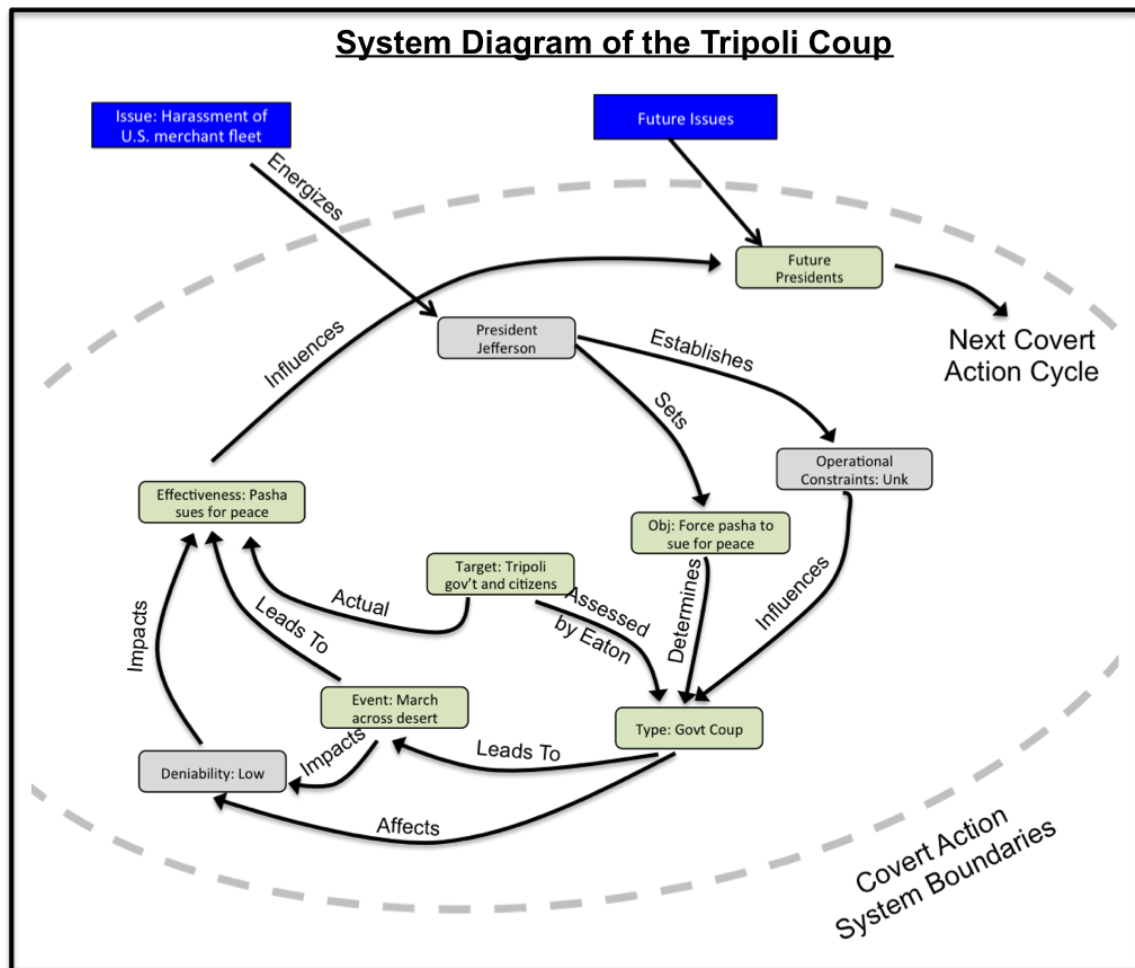 System Diagram of the Tripoli Coup
Issue: Harassment of
U.S. merchant fleet
Future Issues
Energizes
Future
Presidents
President
Jefferson
Establishes
Next Covert
Action Cycle
Influences
Sets
Operational
Constraints: Unk
Effectiveness: Pasha
sues for peace
Obj: Force pasha to
sue for peace
Target: Tripoli
gov't and citizens
Actual
Assessed
by Eaton
Determines
Influences
Impacts
Leads To
Event: March
across desert
Type: Govt Coup
Leads To
Impacts
Deniability: Low
Affects
Covert Action
System Boundaries